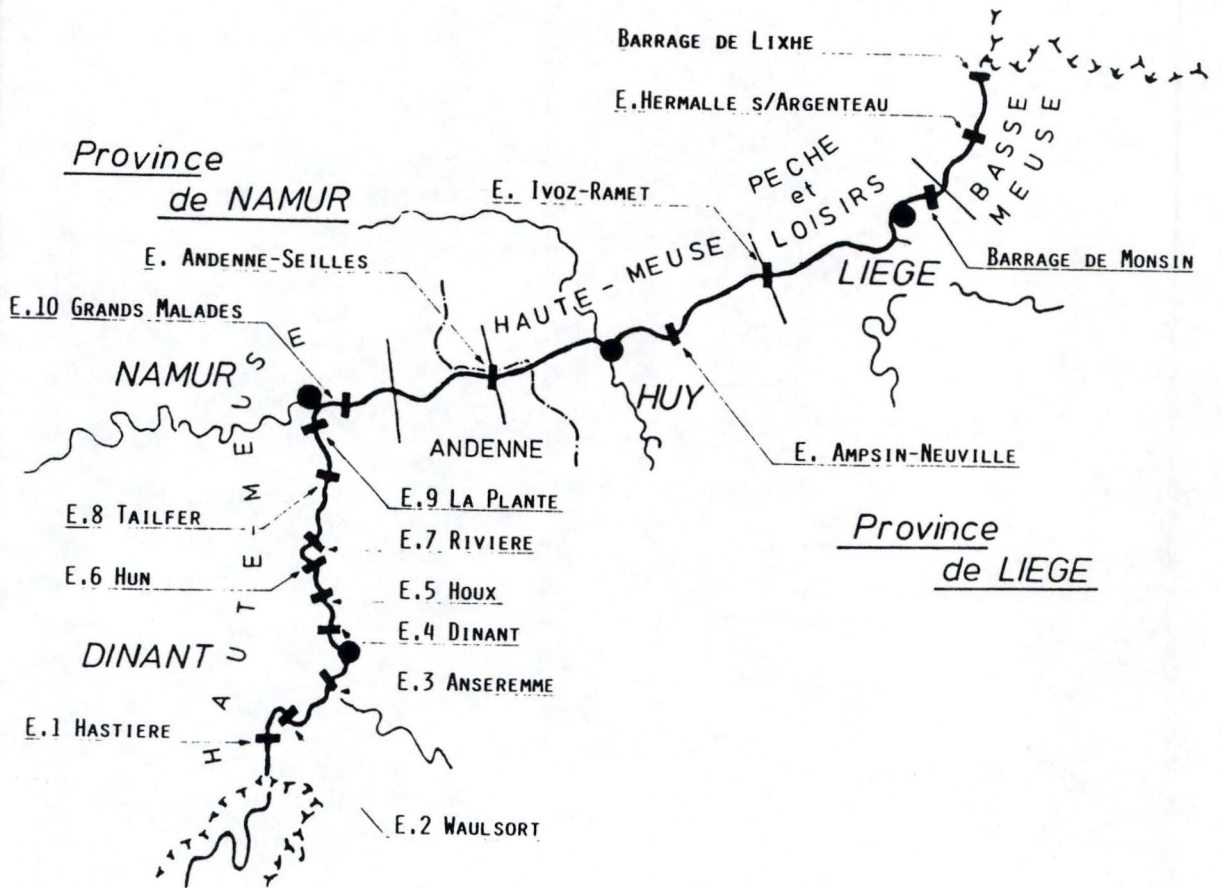 BARRAGE DE LIXHE
E.HERMALLE S/ARGENTEAU
BASSE
MEUSE
Province
de NAMUR
PECHE
et
LOISIRS
E. IVOZ-RAMET
HAUTE-MEUSE
E. ANDENNE-SEILLES
LIEGE
BARRAGE DE MONSIN
E.10 GRANDS MALADES
NAMUR
HUY
ANDENNE
E. AMPSIN-NEUVILLE
HAUTE-MEUSE
E.9 LA PLANTE
E.8 TAILFER
Province
de LIEGE
E.7 RIVIERE
E.6 HUN
E.5 HOUX
E.4 DINANT
DINANT
E.3 ANSEREMME
E.1 HASTIERE
E.2 WAULSORT